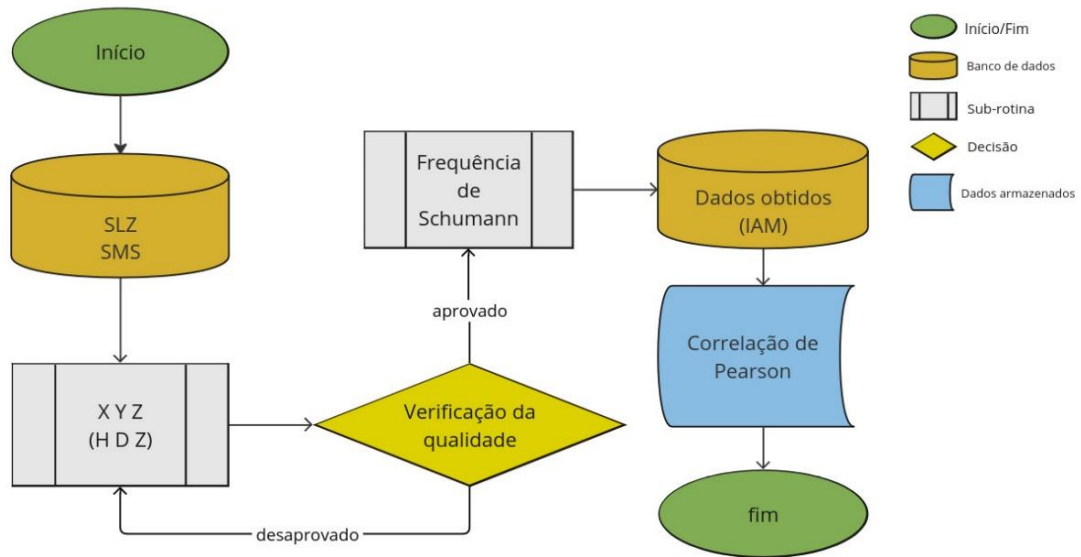 Início
SLZ
SMS
X Y Z
(H D Z)
Verificação da
qualidade
aprovado
desaprovado
Frequência
de
Schumann
Dados obtidos
(IAM)
Correlação de
Pearson
fim
Início/Fim
Banco de dados
Sub-rotina
Decisão
Dados armazenados